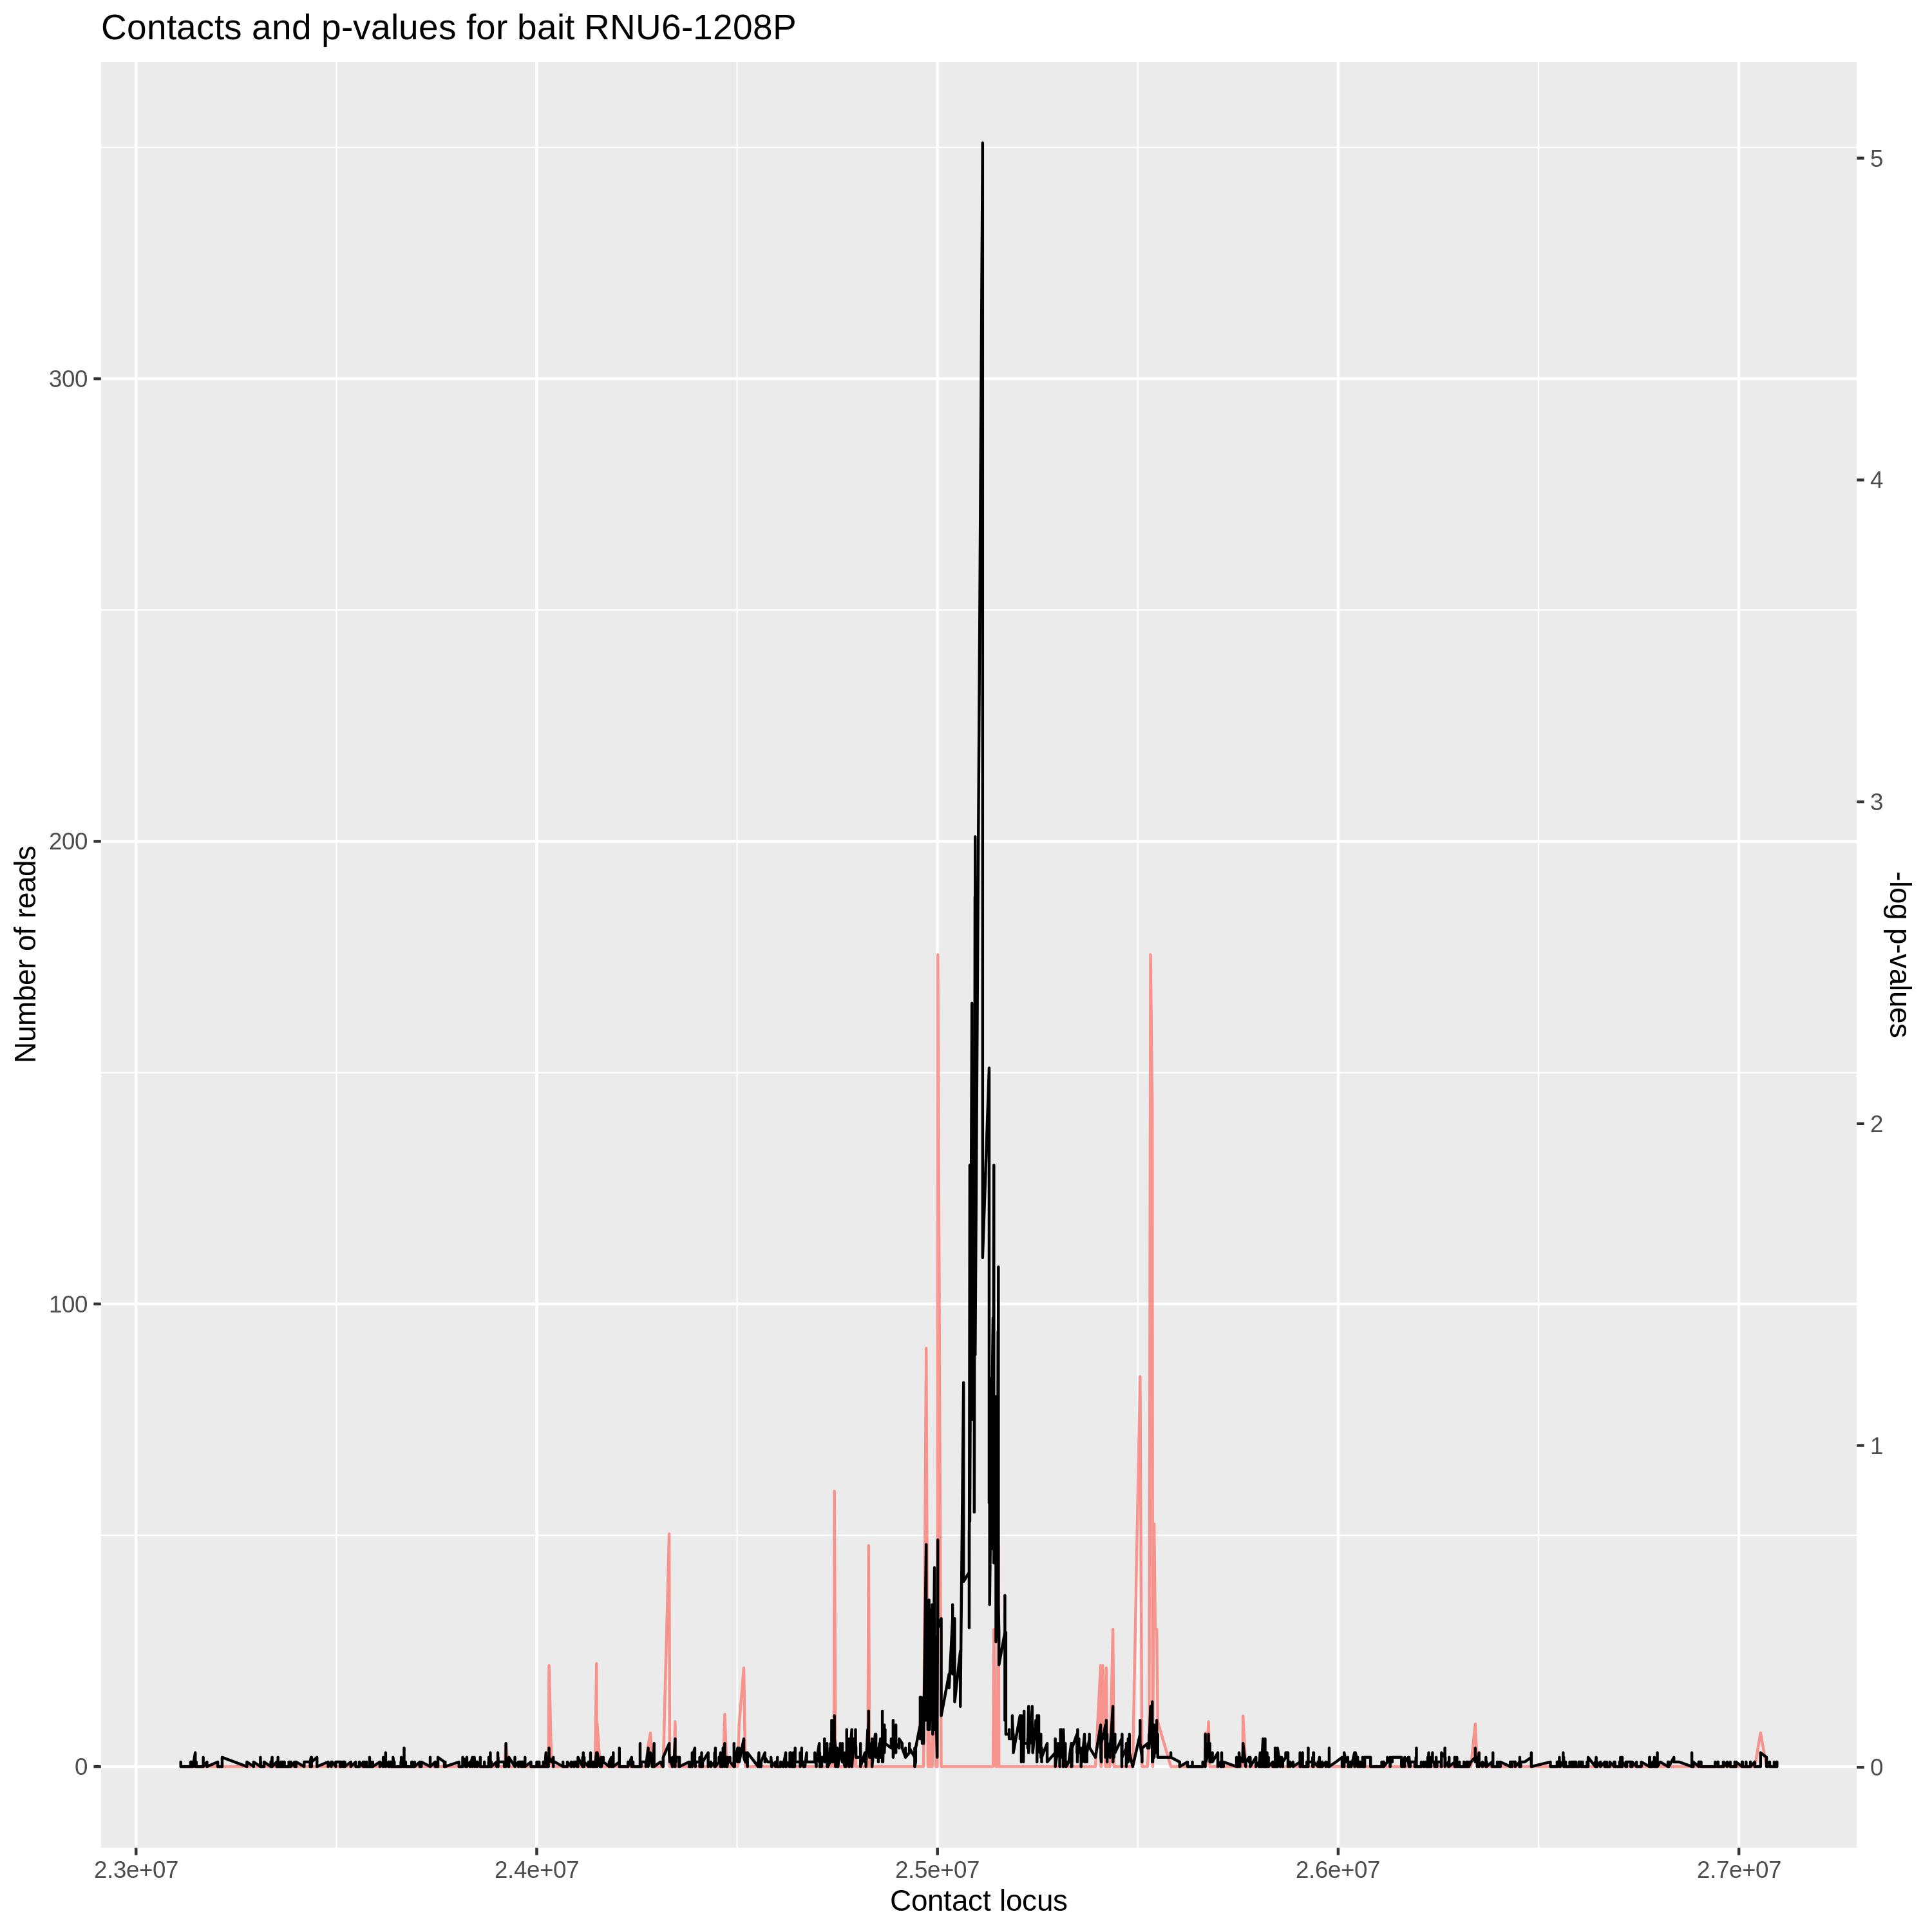 Contacts and p-values for bait RNU6-1208P
Number of reads
300
200
100
0
5
4
3
2
1
0
-log p-values
2.3e+07 2.4e+07 2.5e+07 2.6e+07 2.7e+07
Contact locus